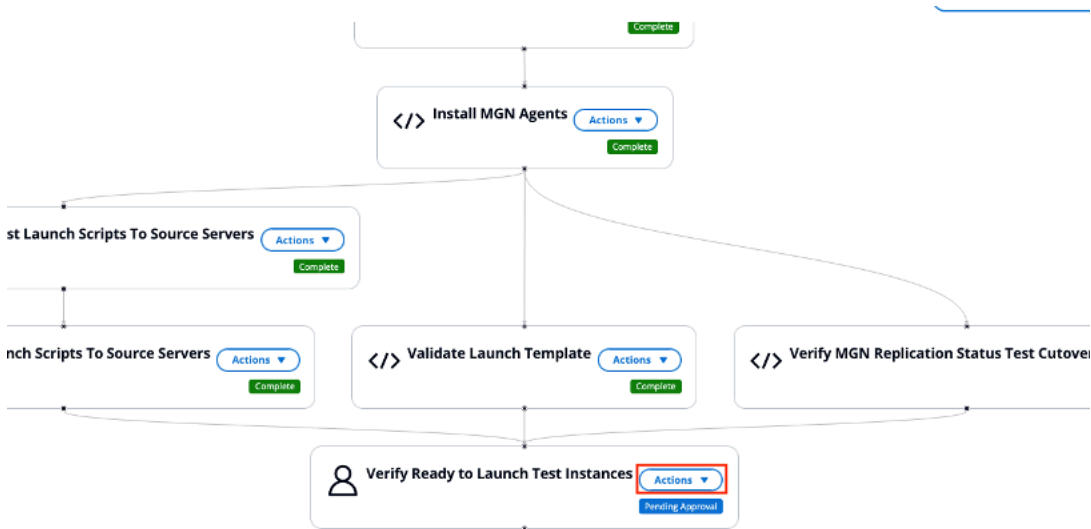 Complete
Install MGN Agents
Actions ▼
Complete
st Launch Scripts To Source Servers
Actions ▼
Complete
nch Scripts To Source Servers
Actions ▼
Complete
Validate Launch Template
Actions ▼
Complete
Verify MGN Replication Status Test Cutover
Verify Ready to Launch Test Instances
Actions ▼
Pending Approval